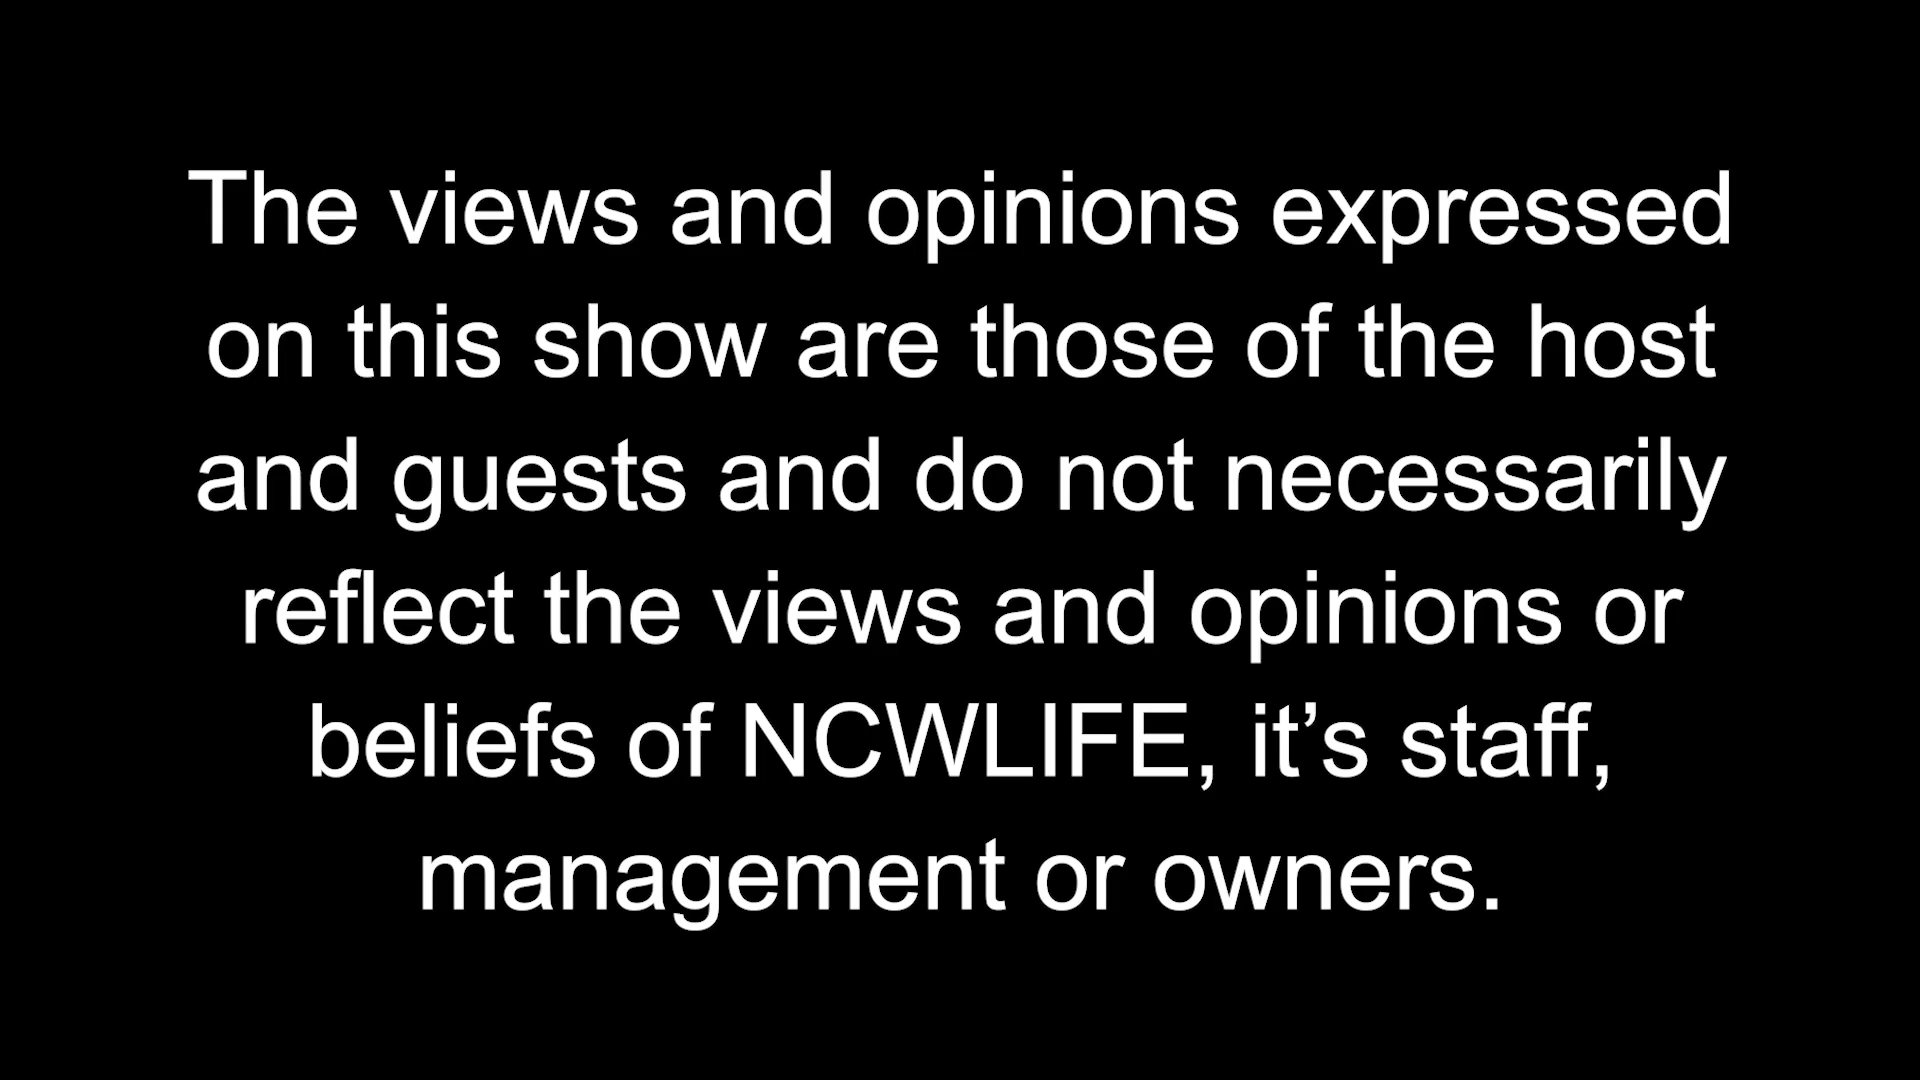 The views and opinions expressed
on this show are those of the host
and guests and do not necessarily
reflect the views and opinions or
beliefs of NCWLIFE, it’s staff,
management or owners.